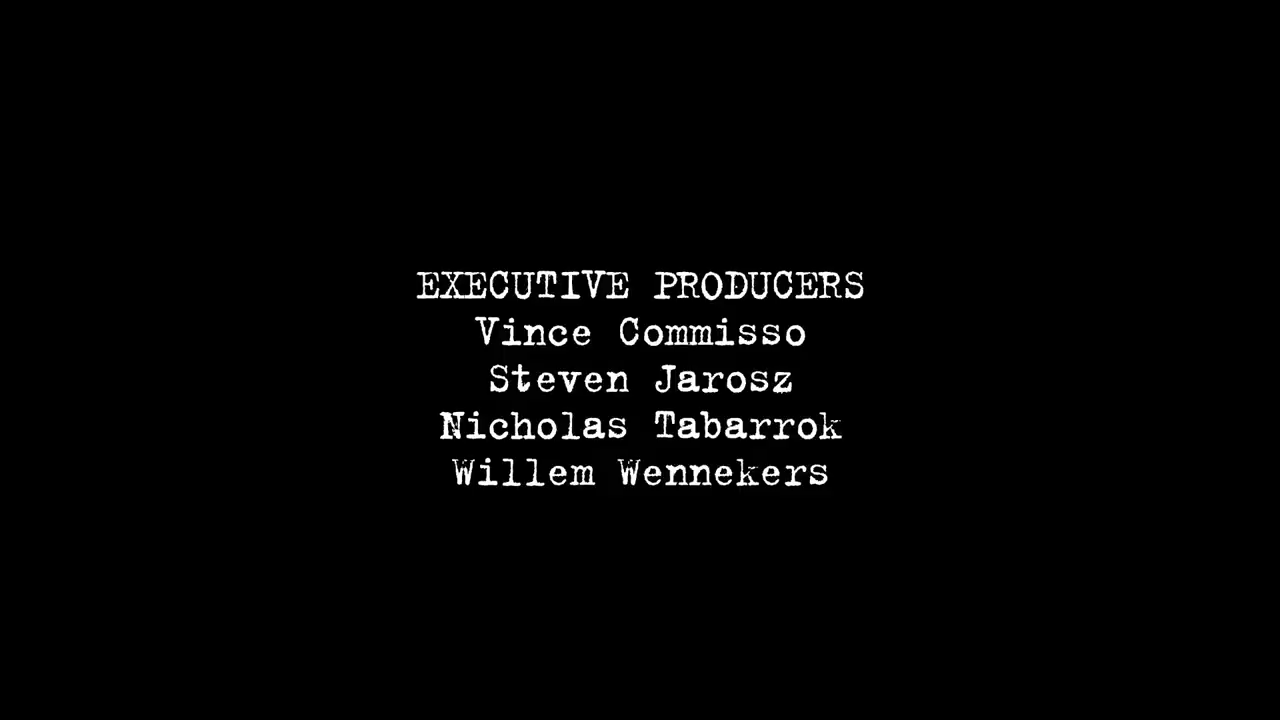 EXECUTIVE PRODUCERS
Vince Commisso
Steven Jarosz
Nicholas Tabarrok
Willem Wennekers